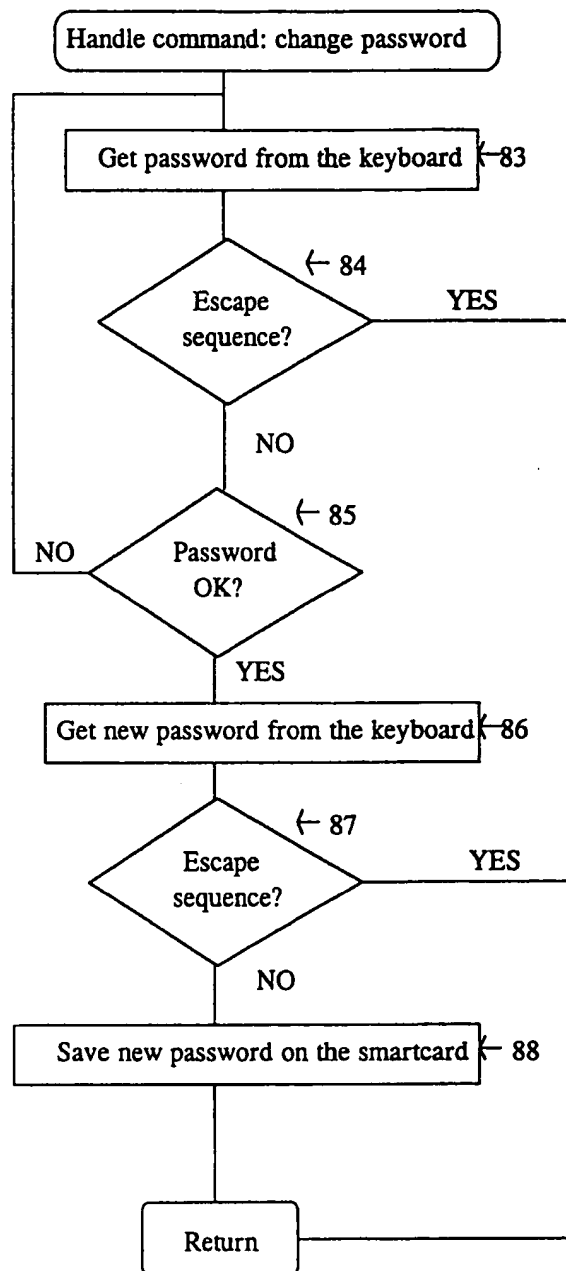 Handle command: change password
Get password from the keyboard
83
84
Escape
sequence?
YES
NO
85
NO
Password
OK?
YES
Get new password from the keyboard
86
87
Escape
sequence?
YES
NO
Save new password on the smartcard
88
Return